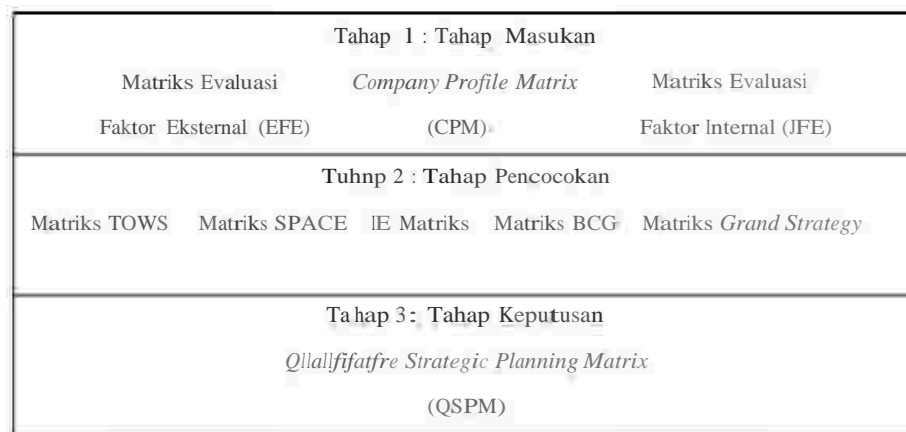 Tahap 1 : Tahap Masukan
Matriks Evaluasi Company Profile Matrix Matriks Evaluasi
Faktor Eksternal (EFE) (CPM) Faktor Internal (JFE)
Tuhnp 2 : Tahap Pencocokan
Matriks TOWS Matriks SPACE IE Matriks Matriks BCG Matriks Grand Strategy
Tahap 3: Tahap Keputusan
Qllallfifatfre Strategic Planning Matrix
(QSPM)